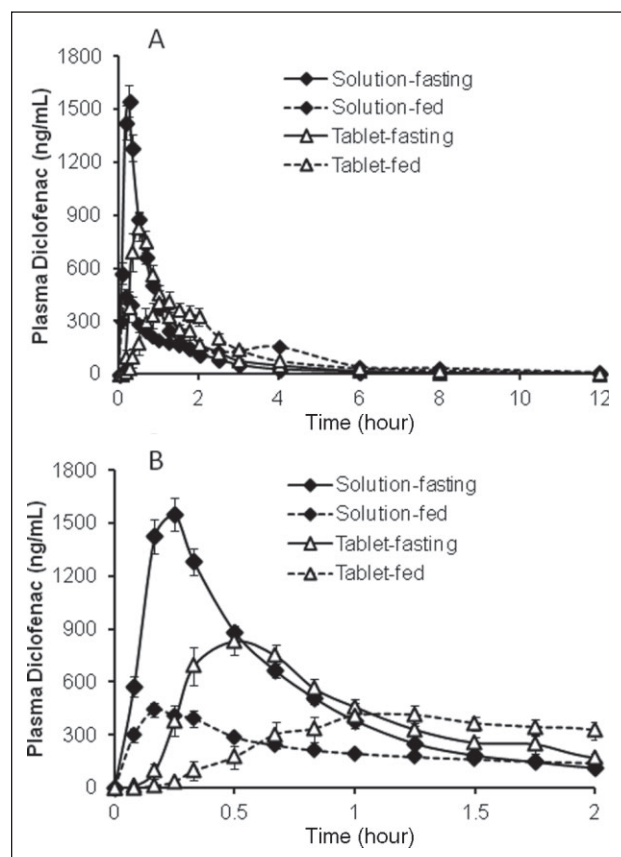 A
1800
1500
1200
900
600
300
0
Plasma Diclofenac (ng/mL)
Solution-fasting
Solution-fed
Tablet-fasting
Tablet-fed
0 2 4 6 8 10 12
Time (hour)
B
1800
1500
1200
900
600
300
0
Plasma Diclofenac (ng/mL)
Solution-fasting
Solution-fed
Tablet-fasting
Tablet-fed
0 0.5 1 1.5 2
Time (hour)